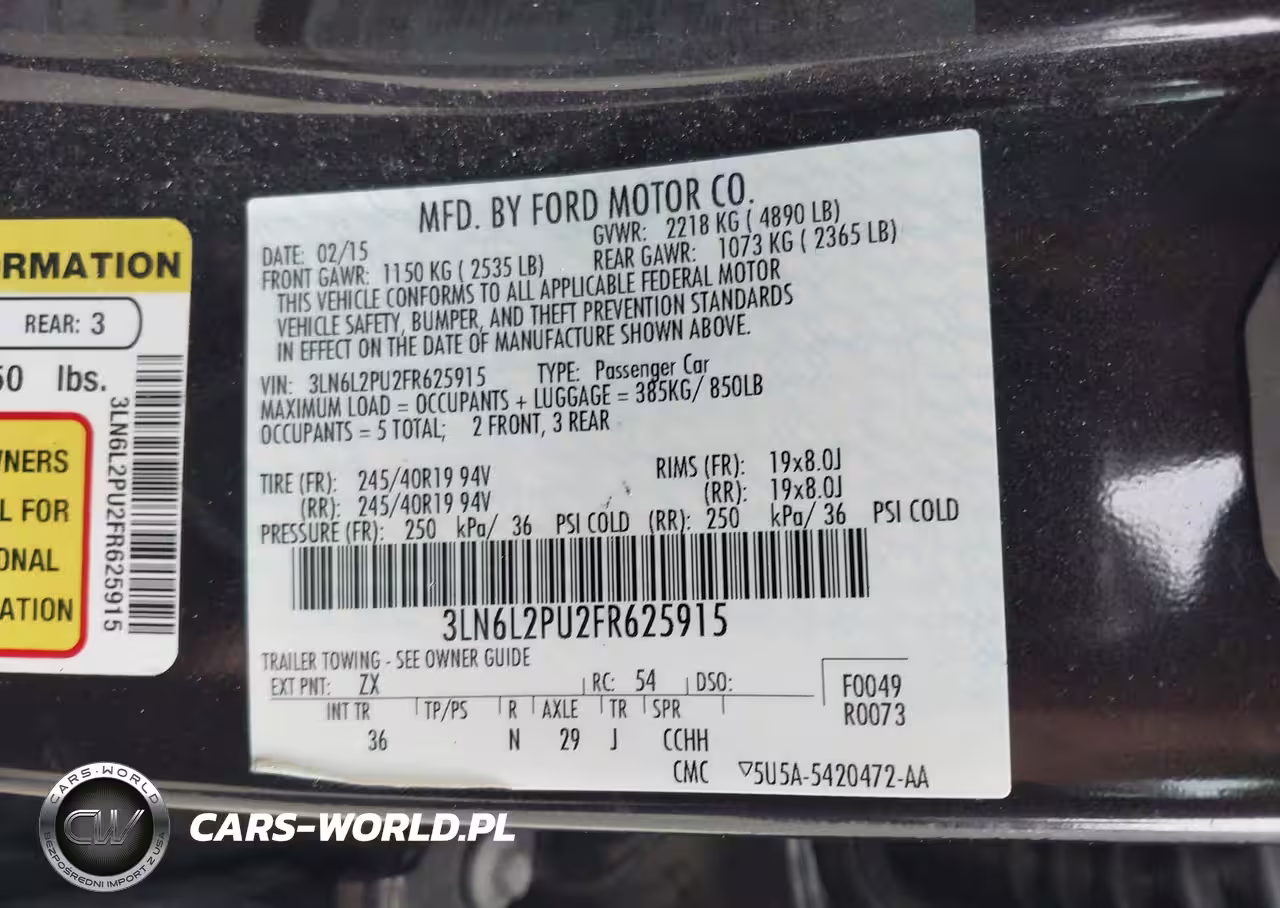 RMATION
REAR: 3
50 lbs.
WNERS
L FOR
ONAL
ATION
3LN6L2PU2FR625915
MFD. BY FORD MOTOR CO.
DATE: 02/15 GVWR: 2218 KG ( 4890 LB)
FRONT GAWR: 1150 KG ( 2535 LB) REAR GAWR: 1073 KG ( 2365 LB)
THIS VEHICLE CONFORMS TO ALL APPLICABLE FEDERAL MOTOR
VEHICLE SAFETY, BUMPER, AND THEFT PREVENTION STANDARDS
IN EFFECT ON THE DATE OF MANUFACTURE SHOWN ABOVE.
VIN: 3LN6L2PU2FR625915 TYPE: Passenger Car
MAXIMUM LOAD = OCCUPANTS + LUGGAGE = 385KG/ 850LB
OCCUPANTS = 5 TOTAL; 2 FRONT, 3 REAR
TIRE (FR): 245/40R19 94V RIMS (FR): 19x8.0J
(RR): 245/40R19 94V (RR): 19x8.0J
PRESSURE (FR): 250 kPa/ 36 PSI COLD (RR): 250 kPa/ 36 PSI COLD
3LN6L2PU2FR625915
TRAILER TOWING - SEE OWNER GUIDE
EXT PNT: ZX RC: 54 DSO: F0049
INT TR TP/PS R AXLE TR SPR R0073
36 N 29 J CCHH
CMC ▽5U5A-5420472-AA
CARS-WORLD
CW
BEZPOŚREDNI IMPORT Z USA
CARS-WORLD.PL